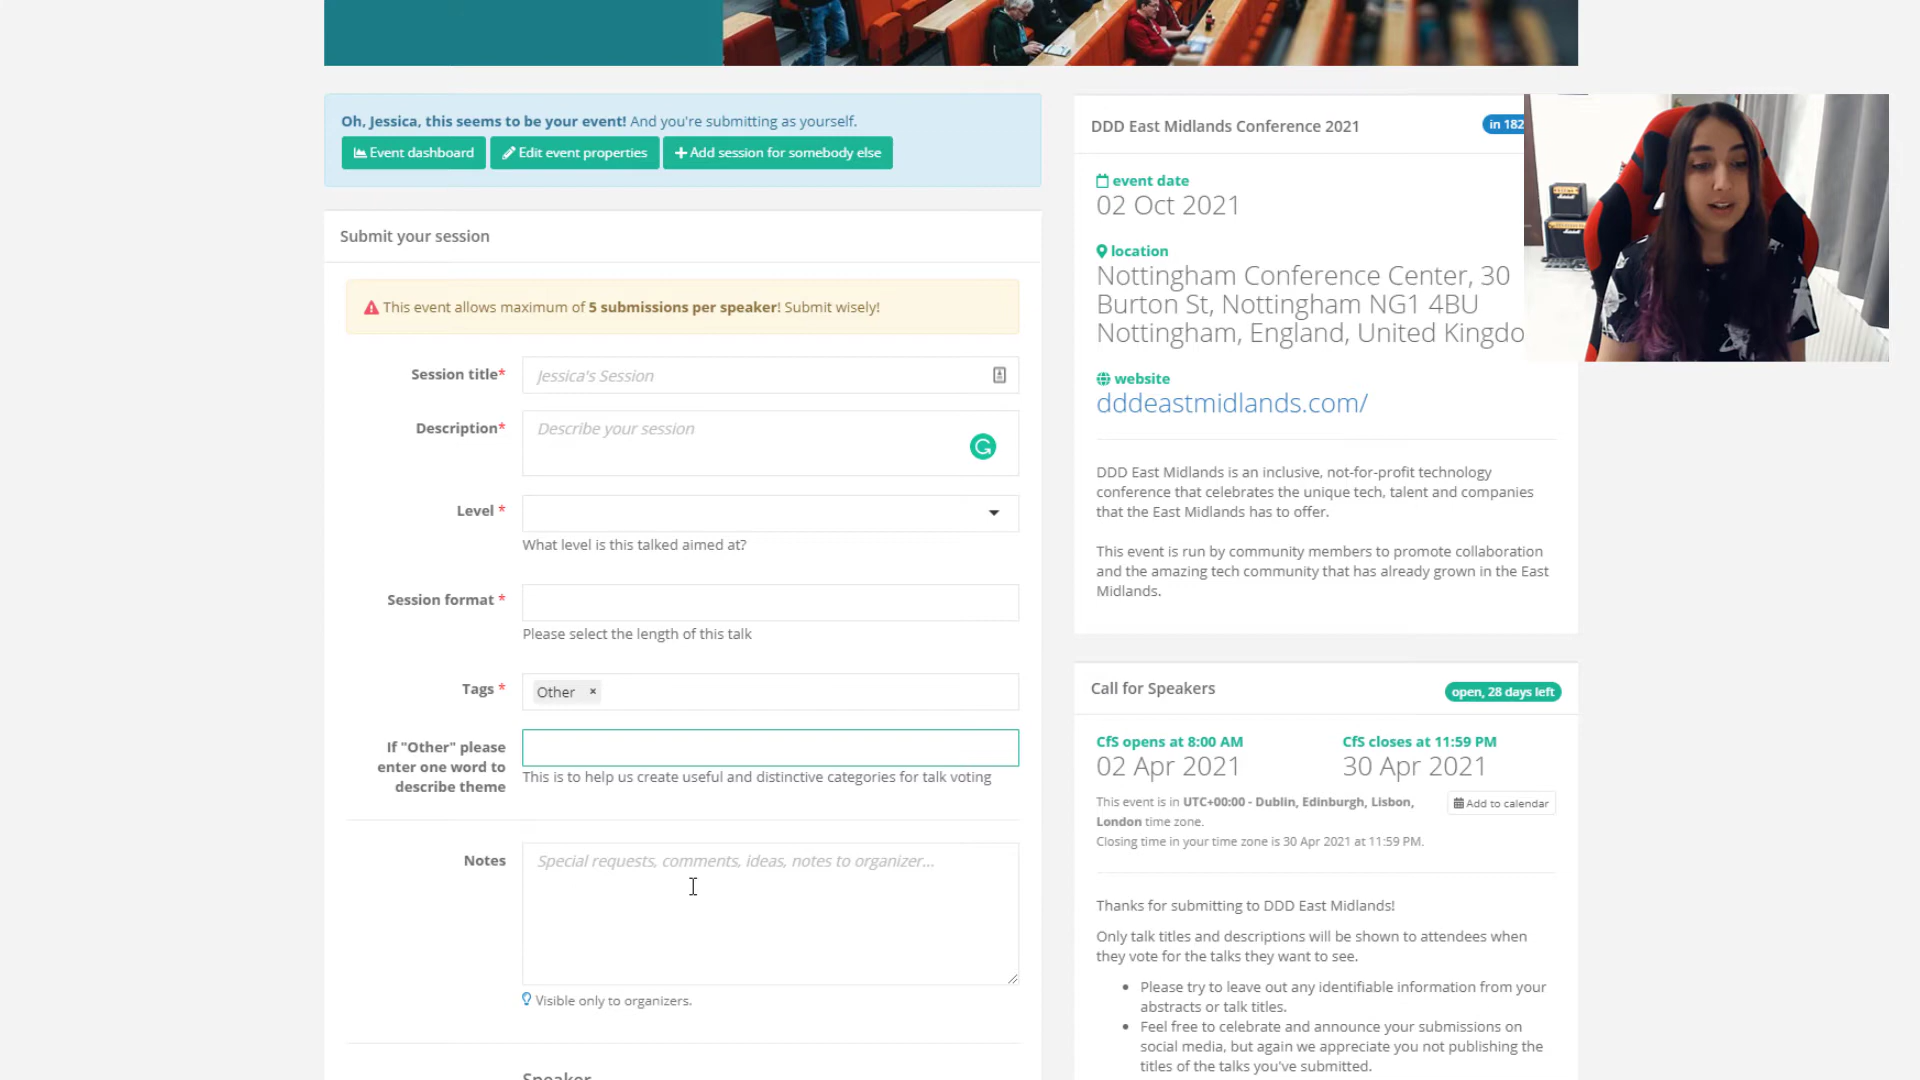 Oh, Jessica, this seems to be your event! And you're submitting as yourself.
Event dashboard
Edit event properties
Add session for somebody else
Submit your session
This event allows maximum of 5 submissions per speaker! Submit wisely!
Session title*
Jessica's Session
Description*
Describe your session
Level *
What level is this talked aimed at?
Session format *
Please select the length of this talk
Tags *
Other ×
If "Other" please
enter one word to
describe theme
This is to help us create useful and distinctive categories for talk voting
Notes
Special requests, comments, ideas, notes to organizer...
Visible only to organizers.
Speaker
DDD East Midlands Conference 2021
in 182
event date
02 Oct 2021
location
Nottingham Conference Center, 30
Burton St, Nottingham NG1 4BU
Nottingham, England, United Kingdo
website
dddeastmidlands.com/
DDD East Midlands is an inclusive, not-for-profit technology
conference that celebrates the unique tech, talent and companies
that the East Midlands has to offer.
This event is run by community members to promote collaboration
and the amazing tech community that has already grown in the East
Midlands.
Call for Speakers
open, 28 days left
CfS opens at 8:00 AM
02 Apr 2021
CfS closes at 11:59 PM
30 Apr 2021
This event is in UTC+00:00 - Dublin, Edinburgh, Lisbon,
London time zone.
Add to calendar
Closing time in your time zone is 30 Apr 2021 at 11:59 PM.
Thanks for submitting to DDD East Midlands!
Only talk titles and descriptions will be shown to attendees when
they vote for the talks they want to see.
• Please try to leave out any identifiable information from your
abstracts or talk titles.
• Feel free to celebrate and announce your submissions on
social media, but again we appreciate you not publishing the
titles of the talks you've submitted.